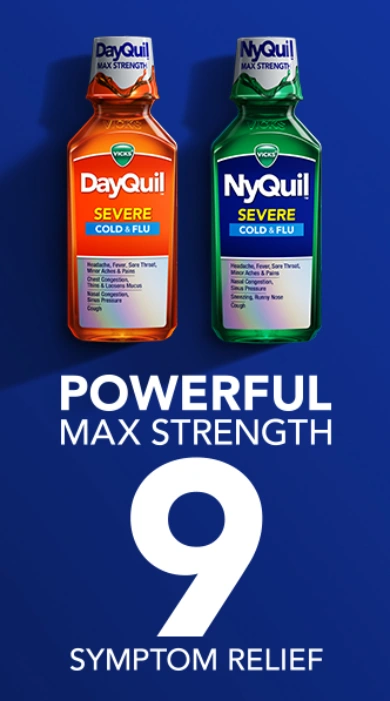 DayQuil
MAX STRENGTH
VICKS
DayQuil
SEVERE
COLD & FLU
Headache, Fever, Sore Throat,
Minor Aches & Pains
Chest Congestion,
Thins & Loosens Mucus
Nasal Congestion,
Sinus Pressure
Cough
NyQuil
MAX STRENGTH
VICKS
NyQuil
SEVERE
COLD & FLU
Headache, Fever, Sore Throat,
Minor Aches & Pains
Nasal Congestion,
Sinus Pressure
Sneezing, Runny Nose
Cough
POWERFUL
MAX STRENGTH
9
SYMPTOM RELIEF